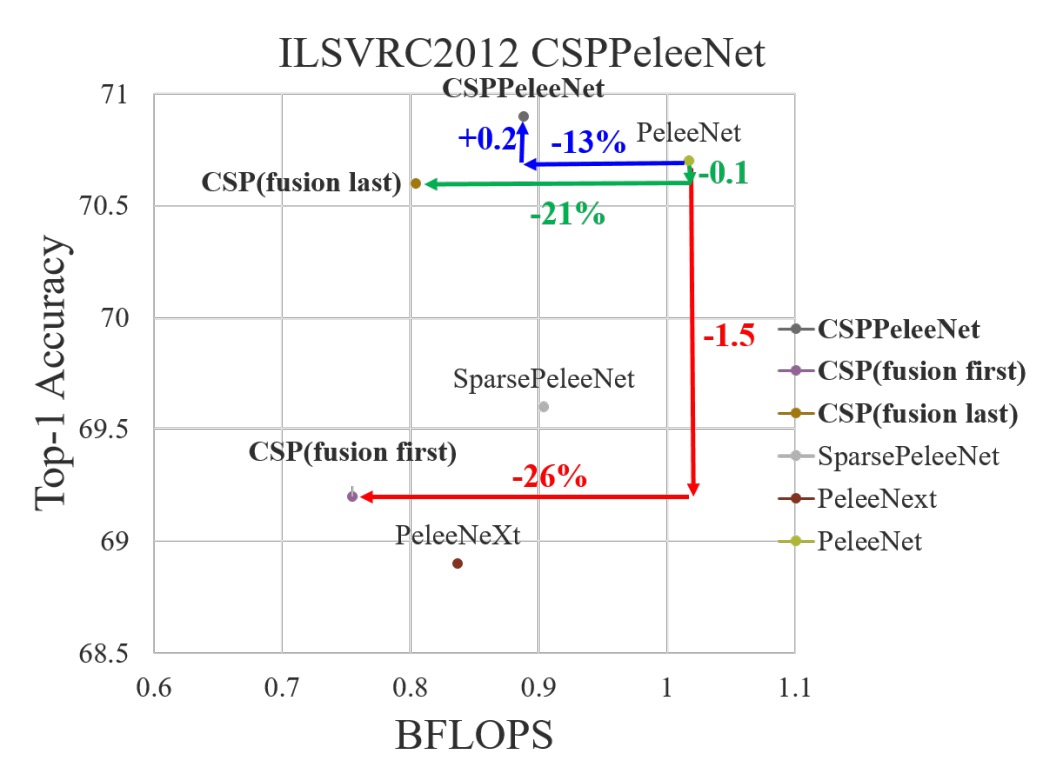 ILSVRC2012 CSPPeleeNet
CSPPeleeNet
71
+0.2
-13%
PeleeNet
-0.1
CSP(fusion last)
70.5
-21%
Top-1 Accuracy
70
-1.5
CSPPeleeNet
CSP(fusion first)
CSP(fusion last)
SparsePeleeNet
PeleeNext
PeleeNet
SparsePeleeNet
69.5
CSP(fusion first)
-26%
69
PeleeNeXt
68.5
0.6 0.7 0.8 0.9 1 1.1
BFLOPS